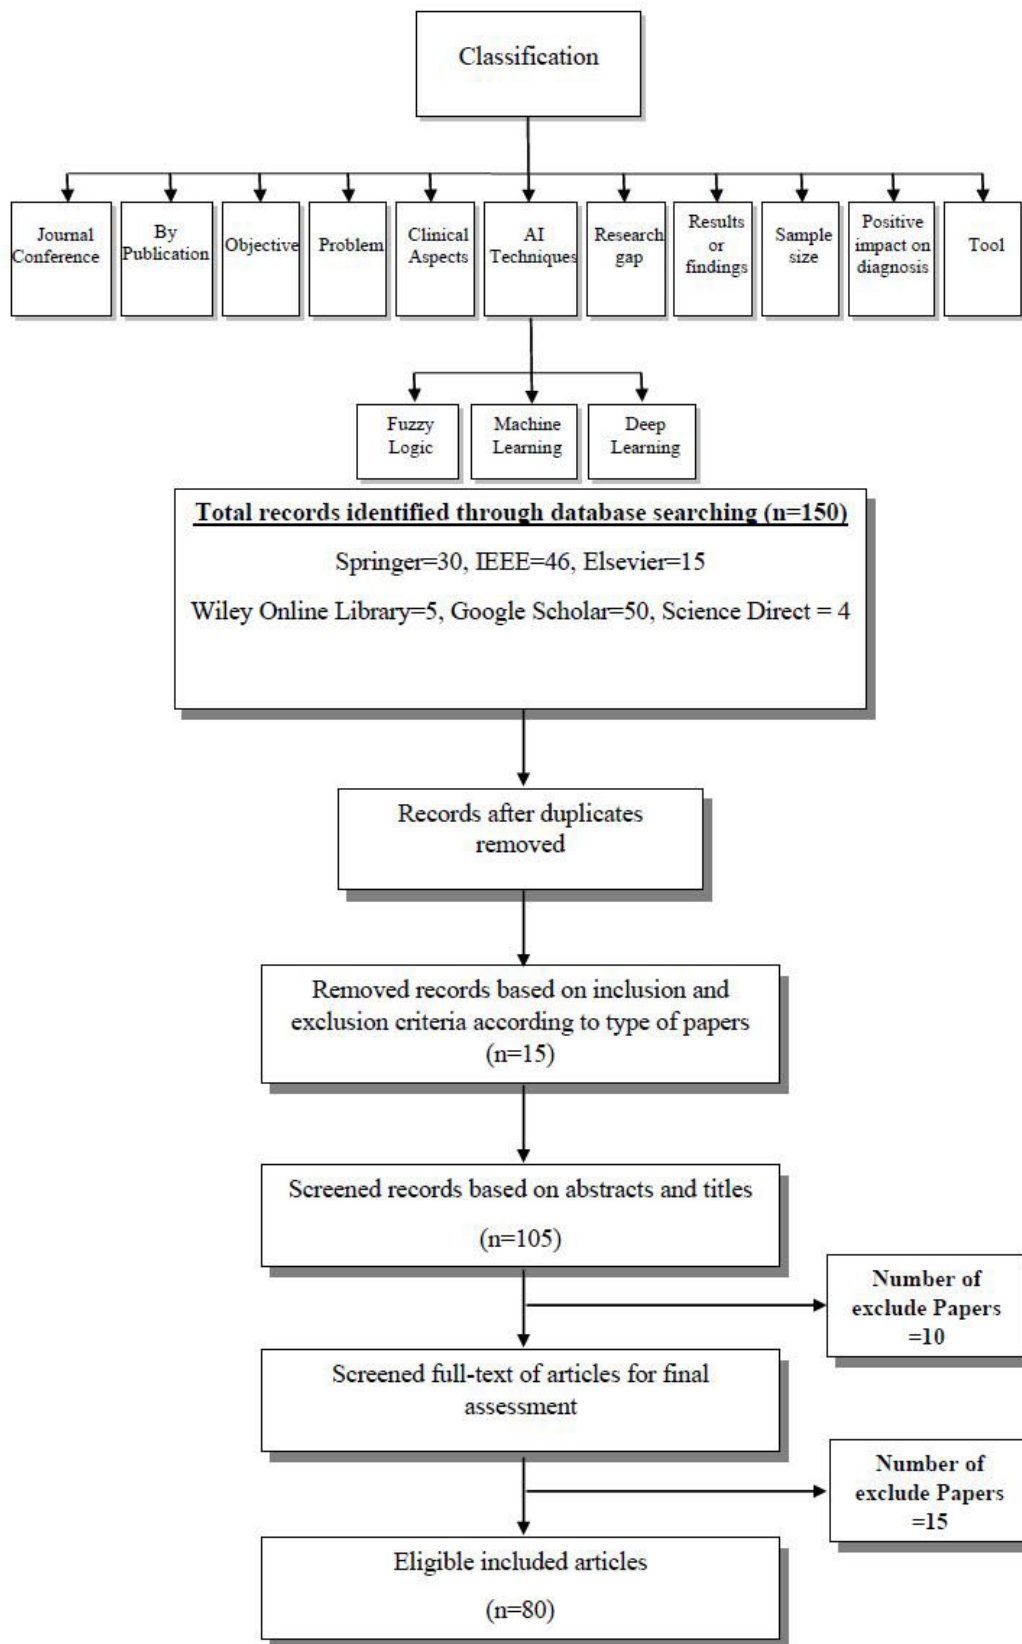 Classification
Journal
Conference
By
Publication
Objective
Problem
Clinical
Aspects
AI
Techniques
Research
gap
Results
or
findings
Sample
size
Positive
impact on
diagnosis
Tool
Fuzzy
Logic
Machine
Learning
Deep
Learning
Total records identified through database searching (n=150)
Springer=30, IEEE=46, Elsevier=15
Wiley Online Library=5, Google Scholar=50, Science Direct = 4
Records after duplicates
removed
Removed records based on inclusion and
exclusion criteria according to type of papers
(n=15)
Screened records based on abstracts and titles
(n=105)
Number of
exclude Papers
=10
Screened full-text of articles for final
assessment
Number of
exclude Papers
=15
Eligible included articles
(n=80)